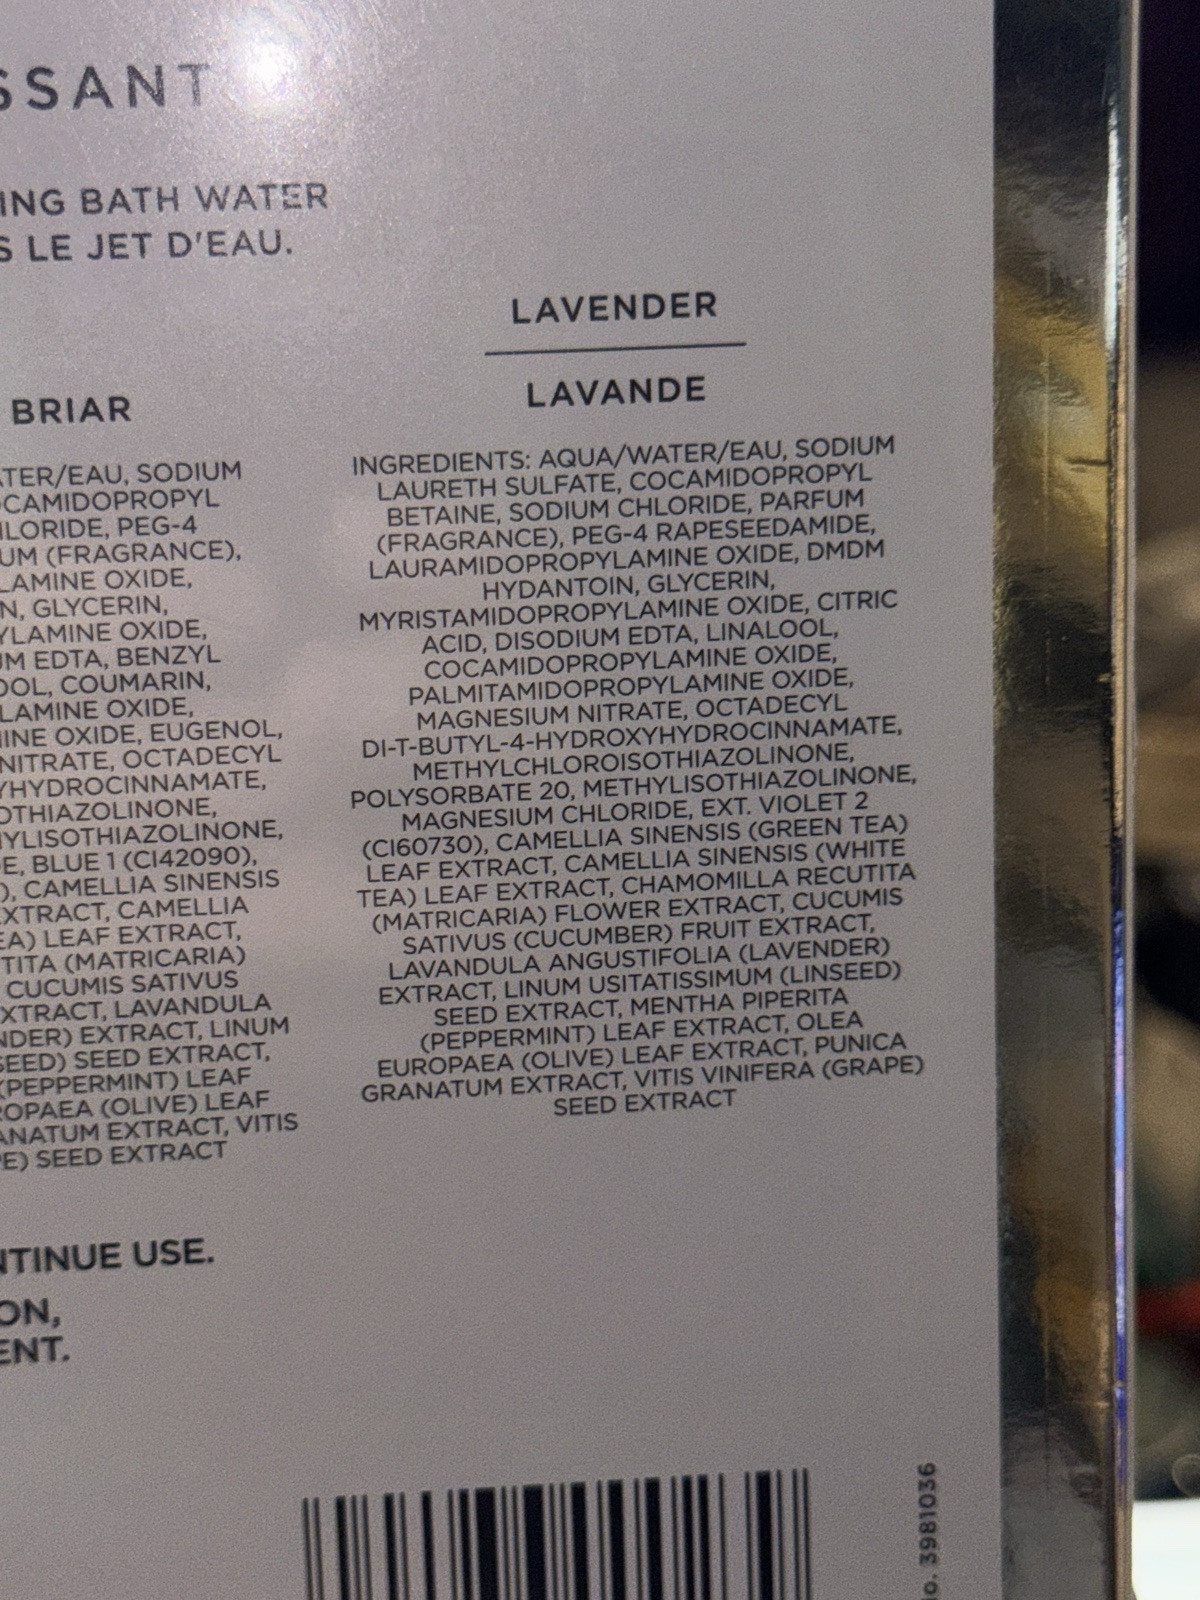 SSANT
ING BATH WATER
S LE JET D'EAU.
BRIAR
TER/EAU, SODIUM
CAMIDOPROPYL
HLORIDE, PEG-4
UM (FRAGRANCE),
LAMINE OXIDE,
N, GLYCERIN,
YLAMINE OXIDE,
UM EDTA, BENZYL
OOL, COUMARIN,
LAMINE OXIDE,
INE OXIDE, EUGENOL,
NITRATE, OCTADECYL
YHYDROCINNAMATE,
OTHIAZOLINONE,
YLISOTHIAZOLINONE,
E, BLUE 1 (CI42090),
), CAMELLIA SINENSIS
XTRACT, CAMELLIA
EA) LEAF EXTRACT,
TITA (MATRICARIA)
CUCUMIS SATIVUS
XTRACT, LAVANDULA
NDER) EXTRACT, LINUM
SEED) SEED EXTRACT,
(PEPPERMINT) LEAF
ROPAEA (OLIVE) LEAF
ANATUM EXTRACT, VITIS
PE) SEED EXTRACT
LAVENDER
LAVANDE
INGREDIENTS: AQUA/WATER/EAU, SODIUM
LAURETH SULFATE, COCAMIDOPROPYL
BETAINE, SODIUM CHLORIDE, PARFUM
(FRAGRANCE), PEG-4 RAPESEEDAMIDE,
LAURAMIDOPROPYLAMINE OXIDE, DMDM
HYDANTOIN, GLYCERIN,
MYRISTAMIDOPROPYLAMINE OXIDE, CITRIC
ACID, DISODIUM EDTA, LINALOOL,
COCAMIDOPROPYLAMINE OXIDE,
PALMITAMIDOPROPYLAMINE OXIDE,
MAGNESIUM NITRATE, OCTADECYL
DI-T-BUTYL-4-HYDROXYHYDROCINNAMATE,
METHYLCHLOROISOTHIAZOLINONE,
POLYSORBATE 20, METHYLISOTHIAZOLINONE,
MAGNESIUM CHLORIDE, EXT. VIOLET 2
(CI60730), CAMELLIA SINENSIS (GREEN TEA)
LEAF EXTRACT, CAMELLIA SINENSIS (WHITE
TEA) LEAF EXTRACT, CHAMOMILLA RECUTITA
(MATRICARIA) FLOWER EXTRACT, CUCUMIS
SATIVUS (CUCUMBER) FRUIT EXTRACT,
LAVANDULA ANGUSTIFOLIA (LAVENDER)
EXTRACT, LINUM USITATISSIMUM (LINSEED)
SEED EXTRACT, MENTHA PIPERITA
(PEPPERMINT) LEAF EXTRACT, OLEA
EUROPAEA (OLIVE) LEAF EXTRACT, PUNICA
GRANATUM EXTRACT, VITIS VINIFERA (GRAPE)
SEED EXTRACT
NTINUE USE.
ON,
ENT.
o. 3981036